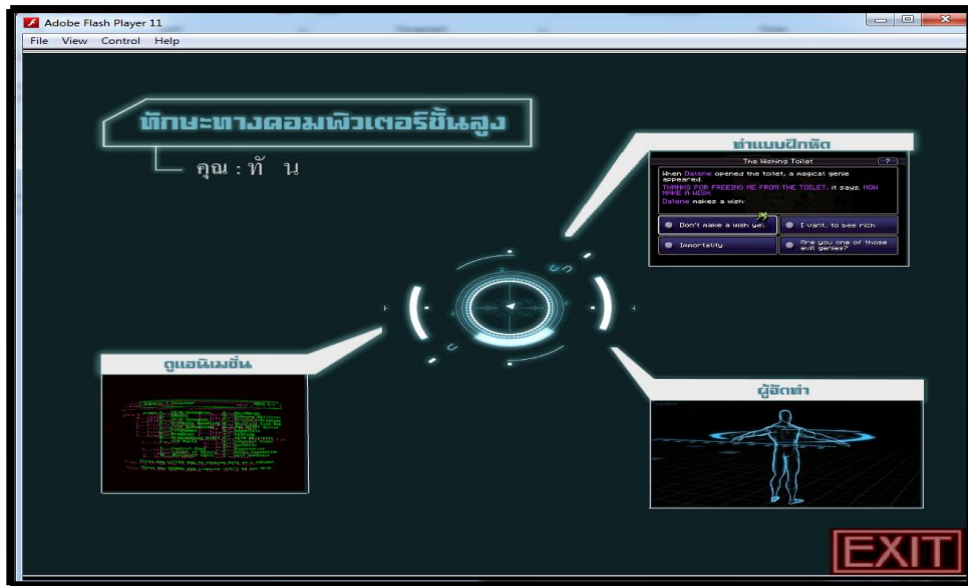 Adobe Flash Player 11
File View Control Help
ทักษะทางคอมพิวเตอร์ขั้นสูง
คุณ : ทั น
ทำแบบฝึกหัด
The Wishing Toilet
?
When Dalene opened the toilet, a magical genie
appeared.
THANKS FOR FREEING ME FROM THE TOILET, it says. NOW
MAKE A WISH.
Dalene makes a wish:
Don't make a wish yet.
I want to bee rich
Immortality.
Are you one of those
evil genies?
ดูแอนิเมชั่น
ผู้จัดทำ
EXIT